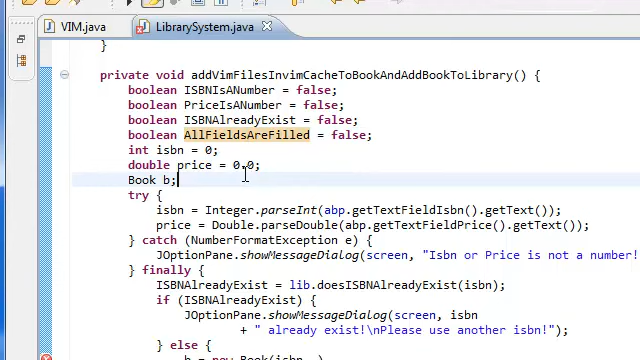 VIM.java LibrarySystem.java
}
private void addVimFilesInvimCacheToBookAndAddBookToLibrary() {
boolean ISBNIsANumber = false;
boolean PriceIsANumber = false;
boolean ISBNAlreadyExist = false;
boolean AllFieldsAreFilled = false;
int isbn = 0;
double price = 0.0;
Book b;
try {
isbn = Integer.parseInt(abp.getTextFieldIsbn().getText());
price = Double.parseDouble(abp.getTextFieldPrice().getText());
} catch (NumberFormatException e) {
JOptionPane.showMessageDialog(screen, "Isbn or Price is not a number!
} finally {
ISBNAlreadyExist = lib.doesISBNAlreadyExist(isbn);
if (ISBNAlreadyExist) {
JOptionPane.showMessageDialog(screen, isbn
+ " already exist!\nPlease use another isbn!");
} else {
b = new Book(isbn, )